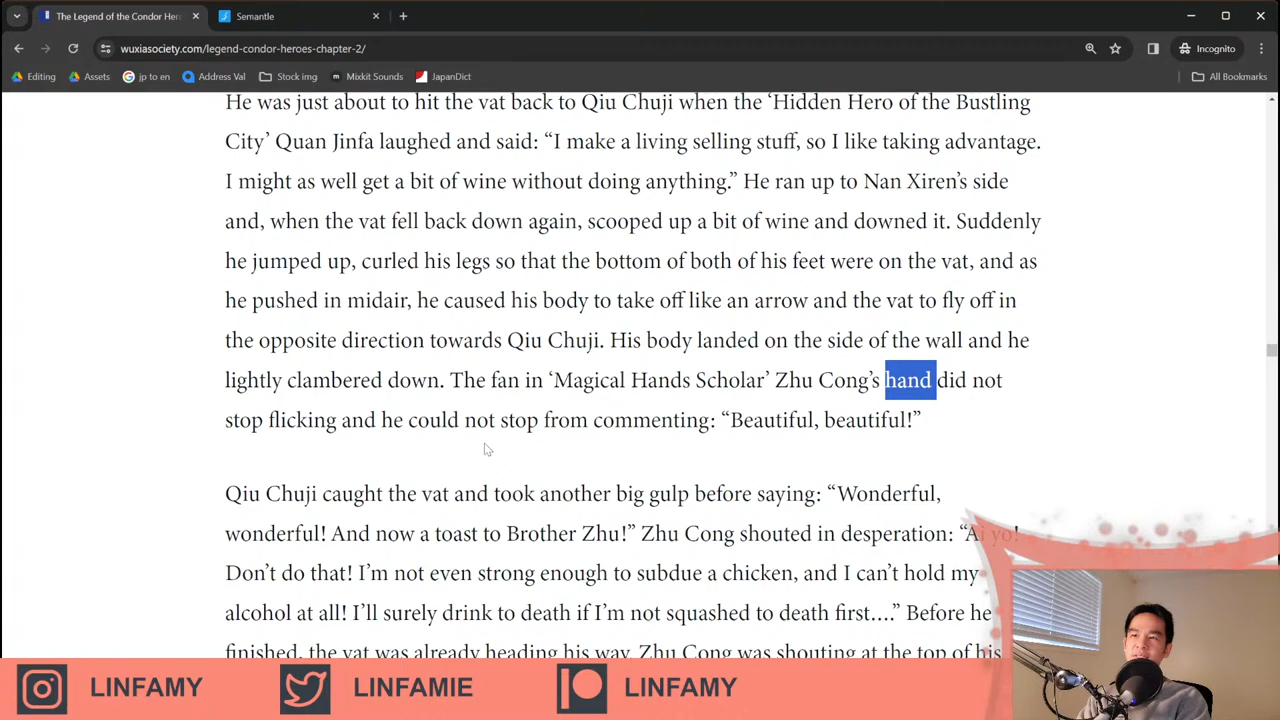 The Legend of the Condor Her
Semantle
wuxiasociety.com/legend-condor-heroes-chapter-2/
Incognito
Editing
Assets
jp to en
Address Val
Stock img
Mixkit Sounds
JapanDict
All Bookmarks
He was just about to hit the vat back to Qiu Chuji when the ‘Hidden Hero of the Bustling
City’ Quan Jinfa laughed and said: “I make a living selling stuff, so I like taking advantage.
I might as well get a bit of wine without doing anything.” He ran up to Nan Xiren’s side
and, when the vat fell back down again, scooped up a bit of wine and downed it. Suddenly
he jumped up, curled his legs so that the bottom of both of his feet were on the vat, and as
he pushed in midair, he caused his body to take off like an arrow and the vat to fly off in
the opposite direction towards Qiu Chuji. His body landed on the side of the wall and he
lightly clambered down. The fan in ‘Magical Hands Scholar’ Zhu Cong’s hand did not
stop flicking and he could not stop from commenting: “Beautiful, beautiful!”
Qiu Chuji caught the vat and took another big gulp before saying: “Wonderful,
wonderful! And now a toast to Brother Zhu!” Zhu Cong shouted in desperation: “Ai yo!
Don’t do that! I’m not even strong enough to subdue a chicken, and I can’t hold my
alcohol at all! I’ll surely drink to death if I’m not squashed to death first….” Before he
finished, the vat was already heading his way. Zhu Cong was shouting at the top of his
LINFAMY
LINFAMIE
LINFAMY